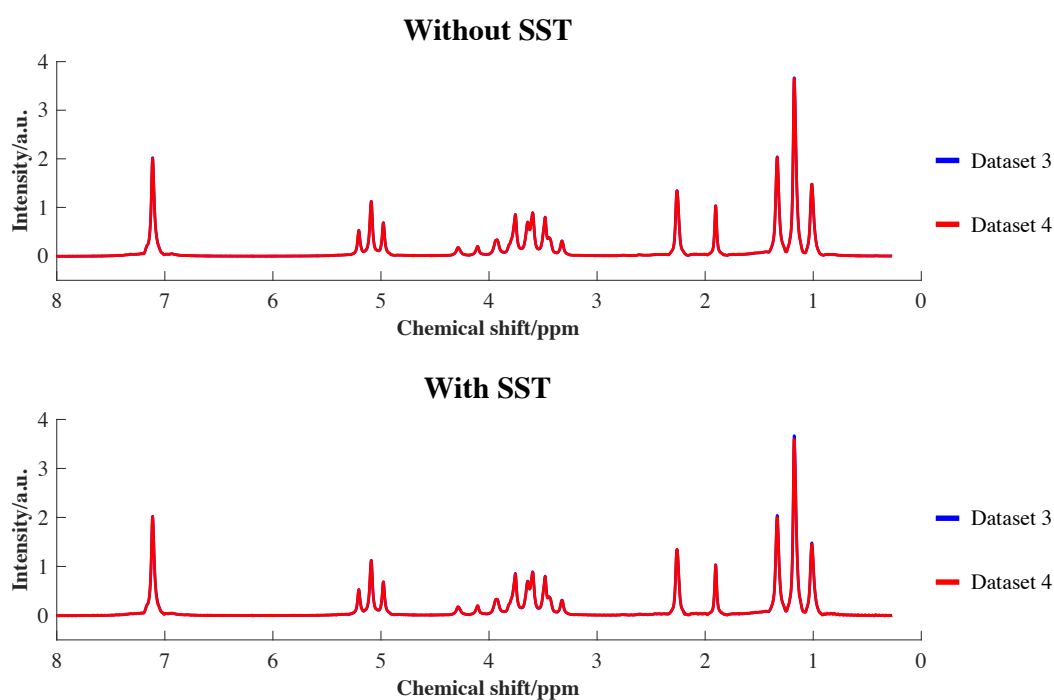 Without SST
Intensity/a.u.
4
3
2
1
0
8 7 6 5 4 3 2 1 0
Chemical shift/ppm
Dataset 3
Dataset 4
With SST
Intensity/a.u.
4
3
2
1
0
8 7 6 5 4 3 2 1 0
Chemical shift/ppm
Dataset 3
Dataset 4